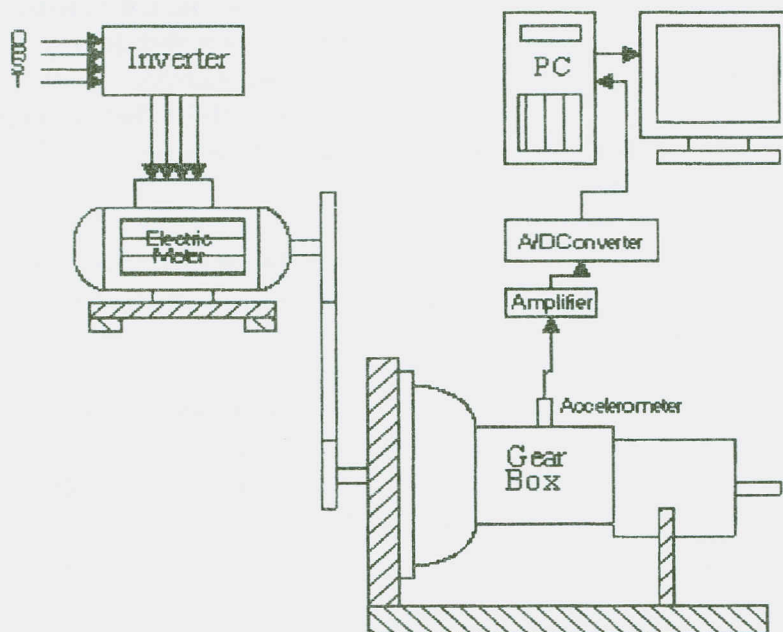 Inverter
PC
Electric
Motor
A/DConverter
Amplifier
Accelerometer
Gear
Box